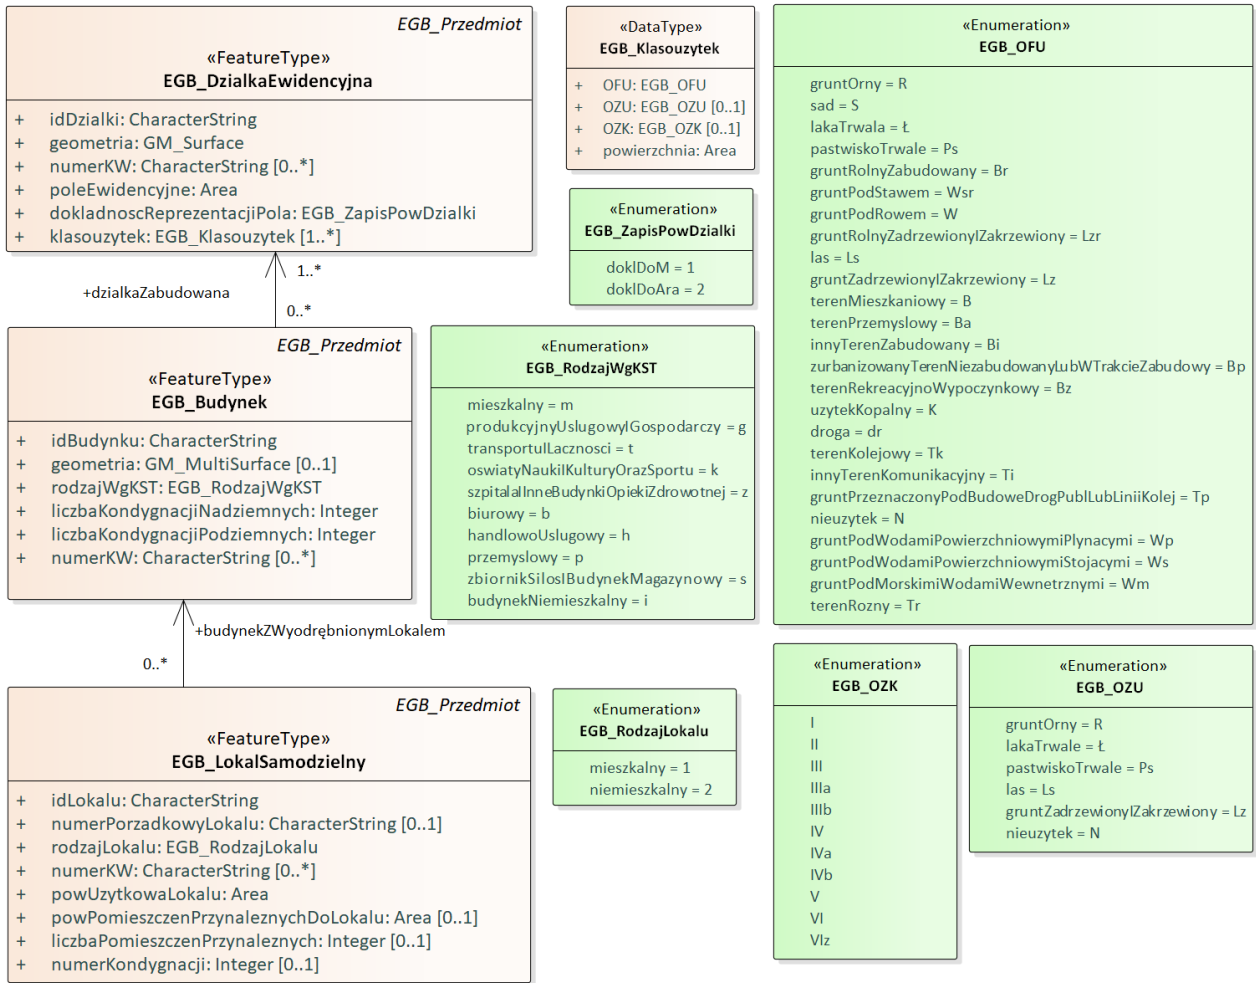 EGB_Przedmiot
«FeatureType»
EGB_DzialkaEwidencyjna
+ idDzialki: CharacterString
+ geometria: GM_Surface
+ numerKW: CharacterString [0..*]
+ poleEwidencyjne: Area
+ dokladnoscReprezentacjiPola: EGB_ZapisPowDzialki
+ klasouzytek: EGB_Klasouzytek [1..*]
1..*
+dzialkaZabudowana
0..*
EGB_Przedmiot
«FeatureType»
EGB_Budynek
+ idBudynku: CharacterString
+ geometria: GM_MultiSurface [0..1]
+ rodzajWgKST: EGB_RodzajWgKST
+ liczbaKondygnacjiNadziemnych: Integer
+ liczbaKondygnacjiPodziemnych: Integer
+ numerKW: CharacterString [0..*]
+budynekZWyodrębnionymLokalem
0..*
EGB_Przedmiot
«FeatureType»
EGB_LokalSamodzielny
+ idLokalu: CharacterString
+ numerPorzadkowyLokalu: CharacterString [0..1]
+ rodzajLokalu: EGB_RodzajLokalu
+ numerKW: CharacterString [0..*]
+ powUzytkowaLokalu: Area
+ powPomieszczenPrzynaleznychDoLokalu: Area [0..1]
+ liczbaPomieszczenPrzynaleznych: Integer [0..1]
+ numerKondygnacji: Integer [0..1]
«DataType»
EGB_Klasouzytek
+ OFU: EGB_OFU
+ OZU: EGB_OZU [0..1]
+ OZK: EGB_OZK [0..1]
+ powierzchnia: Area
«Enumeration»
EGB_ZapisPowDzialki
doklDoM = 1
doklDoAra = 2
«Enumeration»
EGB_RodzajWgKST
mieszkalny = m
produkcyjnyUslugowyIGospodarczy = g
transportuILacznosci = t
oswiatyNaukiIKulturyOrazSportu = k
szpitalaIInneBudynkiOpiekiZdrowotnej = z
biurowy = b
handlowoUslugowy = h
przemyslowy = p
zbiornikSilosIBudynekMagazynowy = s
budynekNiemieszkalny = i
«Enumeration»
EGB_RodzajLokalu
mieszkalny = 1
niemieszkalny = 2
«Enumeration»
EGB_OFU
gruntOrny = R
sad = S
lakaTrwala = Ł
pastwiskoTrwale = Ps
gruntRolnyZabudowany = Br
gruntPodStawem = Wsr
gruntPodRowem = W
gruntRolnyZadrzewionyIZakrzewiony = Lzr
las = Ls
gruntZadrzewionyIZakrzewiony = Lz
terenMieszkaniowy = B
terenPrzemyslowy = Ba
innyTerenZabudowany = Bi
zurbanizowanyTerenNiezabudowanyLubWTrakcieZabudowy = Bp
terenRekreacyjnoWypoczynkowy = Bz
uzytekKopalny = K
droga = dr
terenKolejowy = Tk
innyTerenKomunikacyjny = Ti
gruntPrzeznaczonyPodBudoweDrogPublLubLiniiKolej = Tp
nieuzytek = N
gruntPodWodamiPowierzchniowymiPlynacymi = Wp
gruntPodWodamiPowierzchniowymiStojacymi = Ws
gruntPodMorskimiWodamiWewnetrznymi = Wm
terenRozny = Tr
«Enumeration»
EGB_OZK
I
II
III
IIIa
IIIb
IV
IVa
IVb
V
VI
VIz
«Enumeration»
EGB_OZU
gruntOrny = R
lakaTrwale = Ł
pastwiskoTrwale = Ps
las = Ls
gruntZadrzewionyIZakrzewiony = Lz
nieuzytek = N